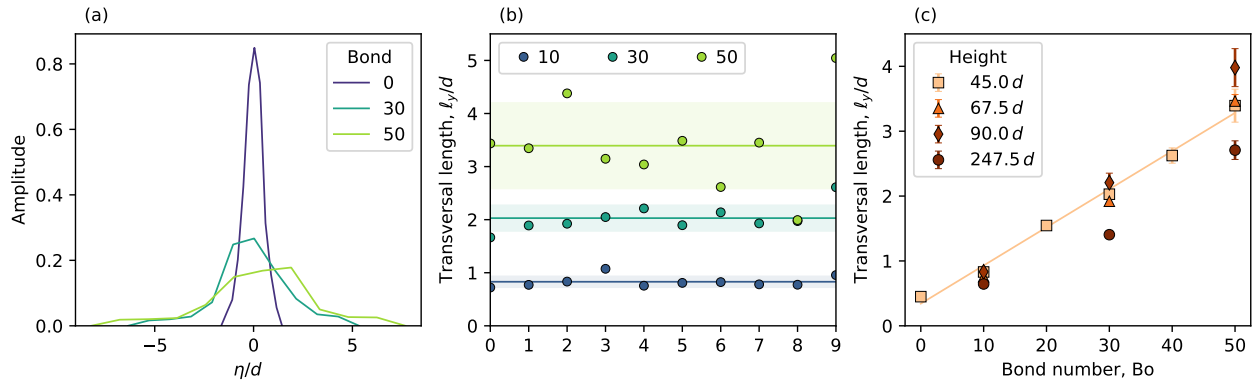 (a)
Amplitude
0.8
0.6
0.4
0.2
0.0
Bond
0
30
50
−5
0
5
η/d
(b)
Transversal length, ℓy/d
5
4
3
2
1
0
10
30
50
0 1 2 3 4 5 6 7 8 9
(c)
Transversal length, ℓy/d
4
3
2
1
0
Height
45.0 d
67.5 d
90.0 d
247.5 d
0 10 20 30 40 50
Bond number, Bo